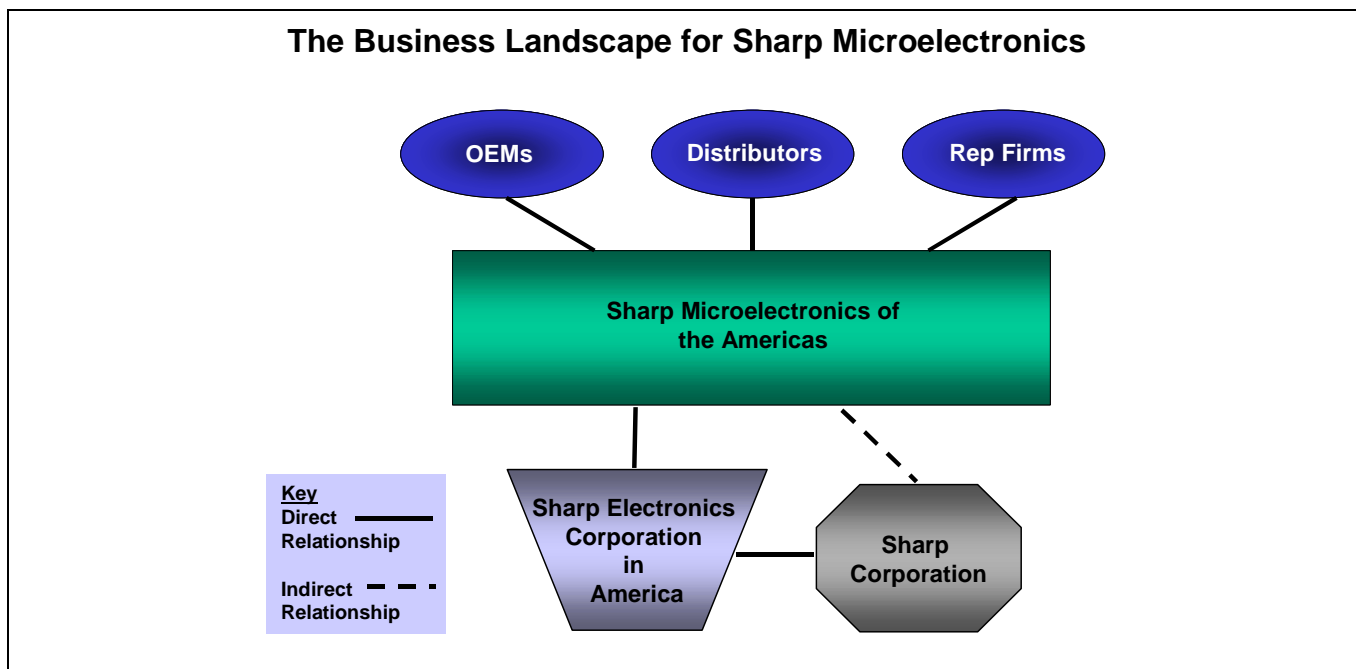 The Business Landscape for Sharp Microelectronics
OEMs
Distributors
Rep Firms
Sharp Microelectronics of
the Americas
Key
Direct
Relationship
Indirect
Relationship
Sharp Electronics
Corporation
in
America
Sharp
Corporation